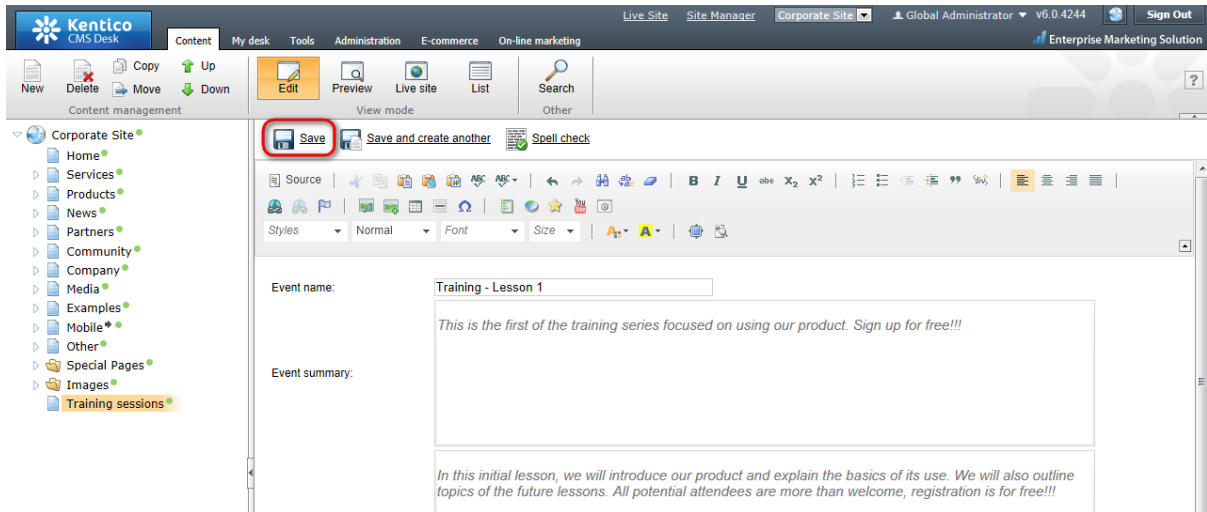 Live Site Site Manager Corporate Site Global Administrator v6.0.4244 Sign Out
Kentico
CMS Desk
Content My desk Tools Administration E-commerce On-line marketing
Enterprise Marketing Solution
New Delete Copy Move Up Down
Content management
Edit Preview Live site List
View mode
Search
Other
?
Corporate Site
Home
Services
Products
News
Partners
Community
Company
Media
Examples
Mobile
Other
Special Pages
Images
Training sessions
Save Save and create another Spell check
Source ABC ABC B I U abc X₂ X² You Tube
Styles Normal Font Size A A
Event name: Training - Lesson 1
Event summary:
This is the first of the training series focused on using our product. Sign up for free!!!
In this initial lesson, we will introduce our product and explain the basics of its use. We will also outline
topics of the future lessons. All potential attendees are more than welcome, registration is for free!!!